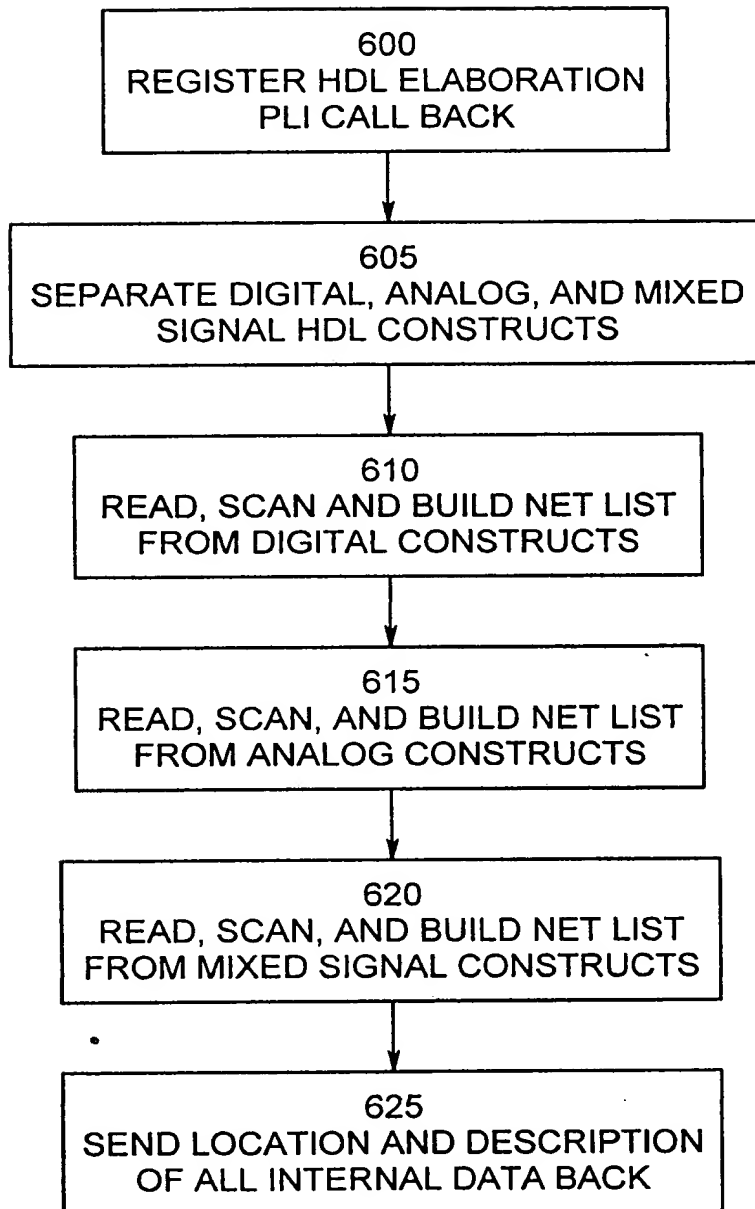 600
REGISTER HDL ELABORATION
PLI CALL BACK
605
SEPARATE DIGITAL, ANALOG, AND MIXED
SIGNAL HDL CONSTRUCTS
610
READ, SCAN AND BUILD NET LIST
FROM DIGITAL CONSTRUCTS
615
READ, SCAN, AND BUILD NET LIST
FROM ANALOG CONSTRUCTS
620
READ, SCAN, AND BUILD NET LIST
FROM MIXED SIGNAL CONSTRUCTS
625
SEND LOCATION AND DESCRIPTION
OF ALL INTERNAL DATA BACK